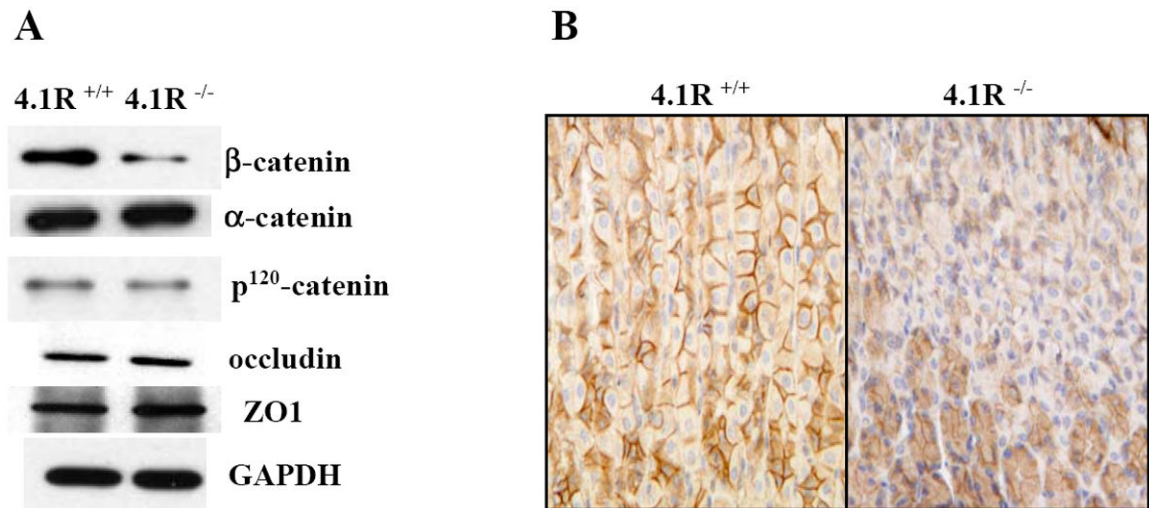 A
B
4.1R +/+ 4.1R -/-
4.1R +/+
4.1R -/-
β-catenin
α-catenin
p120-catenin
occludin
ZO1
GAPDH